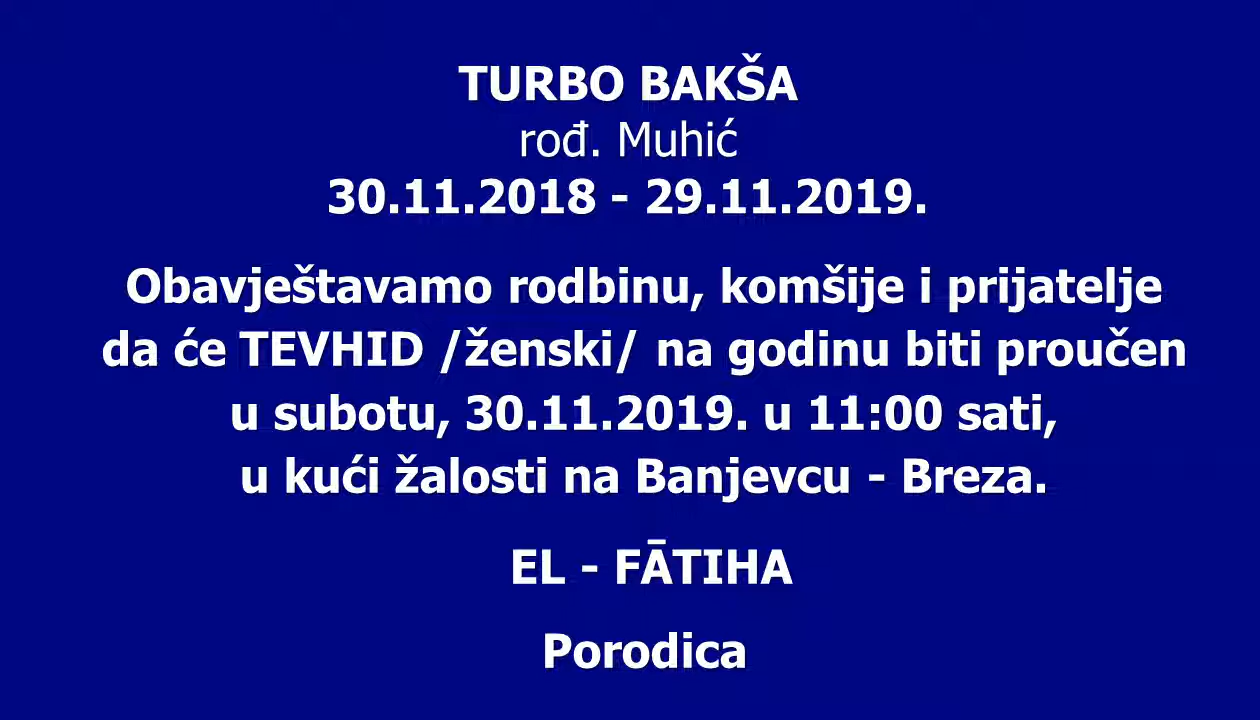 TURBO BAKŠA
rođ. Muhić
30.11.2018 - 29.11.2019.
Obavještavamo rodbinu, komšije i prijatelje
da će TEVHID /ženski/ na godinu biti proučen
u subotu, 30.11.2019. u 11:00 sati,
u kući žalosti na Banjevcu - Breza.
EL - FĀTIHA
Porodica